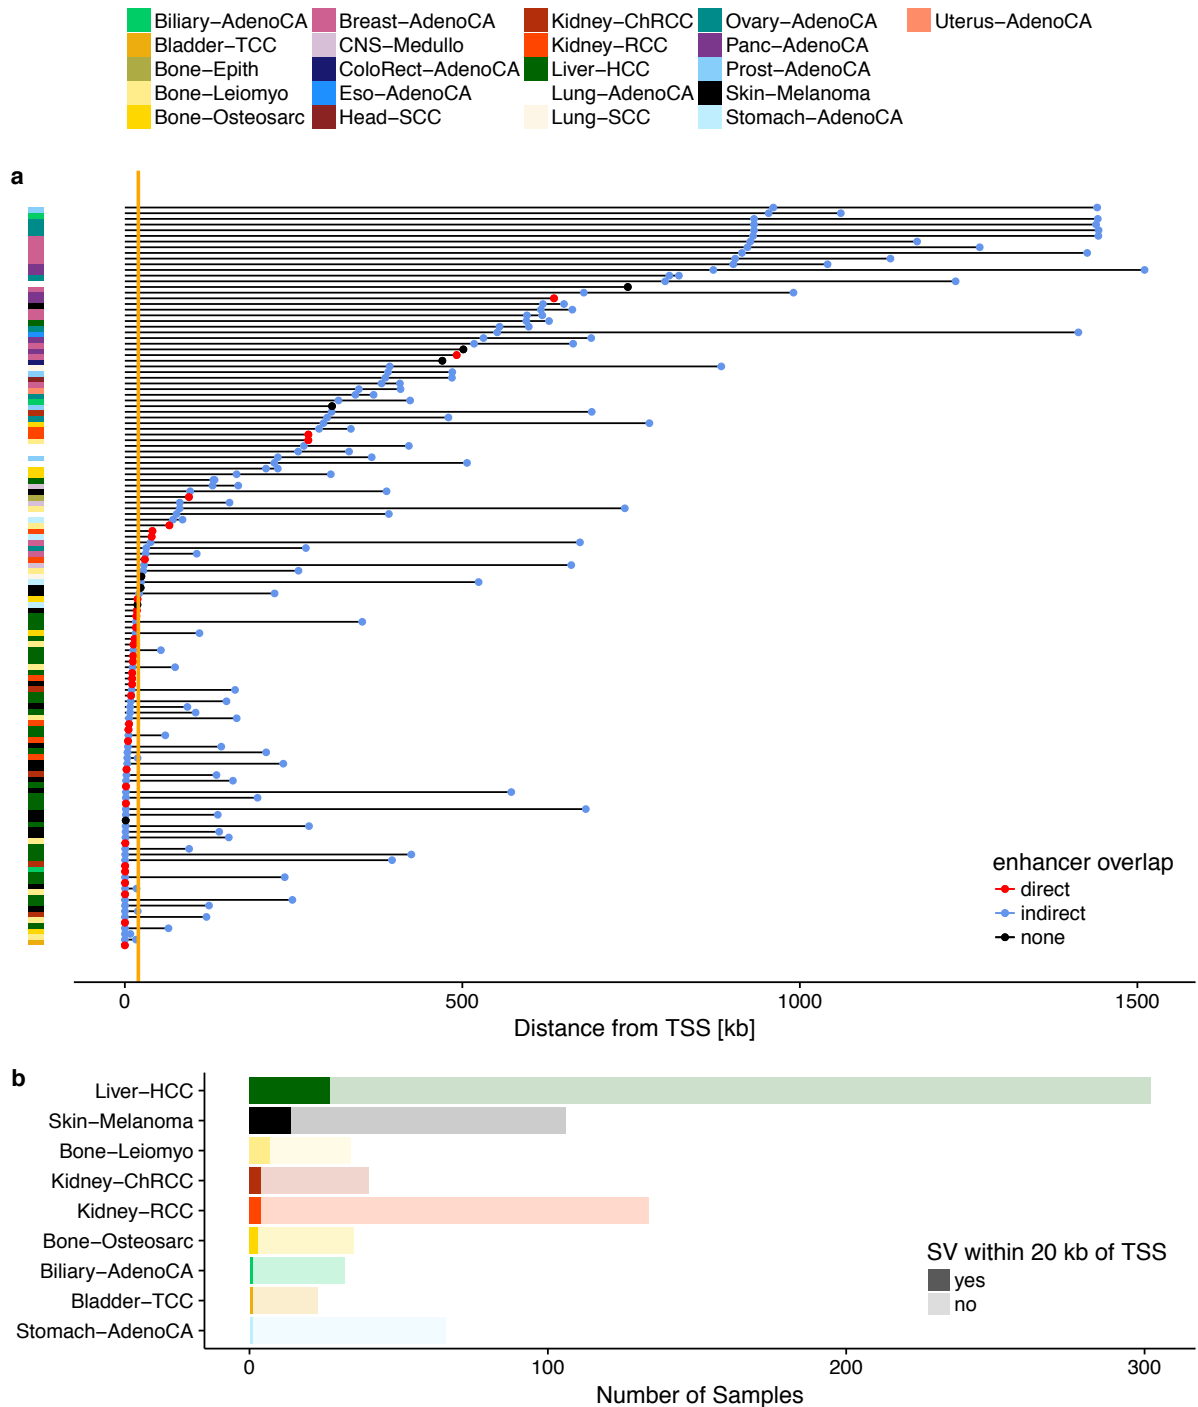 Biliary–AdenoCA Breast–AdenoCA Kidney–ChRCC Ovary–AdenoCA Uterus–AdenoCA
Bladder–TCC CNS–Medullo Kidney–RCC Panc–AdenoCA
Bone–Epith ColoRect–AdenoCA Liver–HCC Prost–AdenoCA
Bone–Leiomyo Eso–AdenoCA Lung–AdenoCA Skin–Melanoma
Bone–Osteosarc Head–SCC Lung–SCC Stomach–AdenoCA
a
enhancer overlap
direct
indirect
none
0 500 1000 1500
Distance from TSS [kb]
b
Liver–HCC
Skin–Melanoma
Bone–Leiomyo
Kidney–ChRCC
Kidney–RCC
Bone–Osteosarc
Biliary–AdenoCA
Bladder–TCC
Stomach–AdenoCA
SV within 20 kb of TSS
yes
no
0 100 200 300
Number of Samples